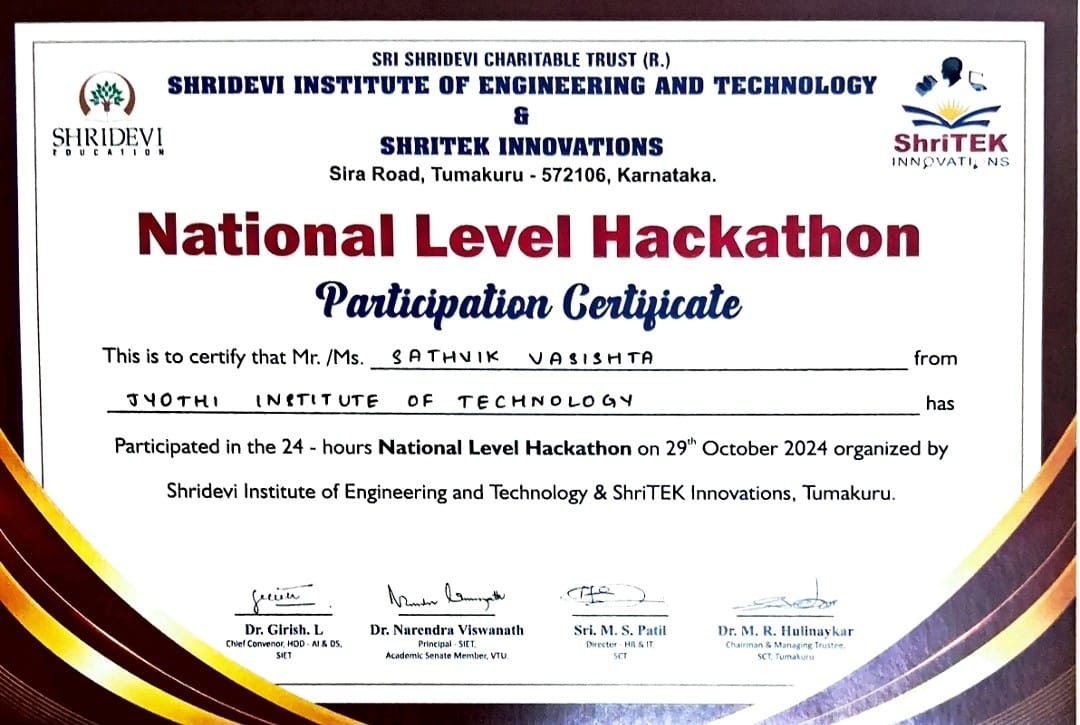 SRI SHRIDEVI CHARITABLE TRUST (R.)
SHRIDEVI INSTITUTE OF ENGINEERING AND TECHNOLOGY
&
SHRITEK INNOVATIONS
Sira Road, Tumakuru - 572106, Karnataka.
SHRIDEVI
EDUCATION
ShriTEK
INNOVATIONS
National Level Hackathon
Participation Certificate
This is to certify that Mr. /Ms. SATHVIK VASISHTA from
JYOTHI INSTITUTE OF TECHNOLOGY has
Participated in the 24 - hours National Level Hackathon on 29th October 2024 organized by
Shridevi Institute of Engineering and Technology & ShriTEK Innovations, Tumakuru.
Dr. Girish. L
Chief Convenor, HOD - AI & DS,
SIET
Dr. Narendra Viswanath
Principal - SIET,
Academic Senate Member, VTU.
Sri. M. S. Patil
Director - HR & IT,
SCT
Dr. M. R. Hulinaykar
Chairman & Managing Trustee,
SCT, Tumakuru